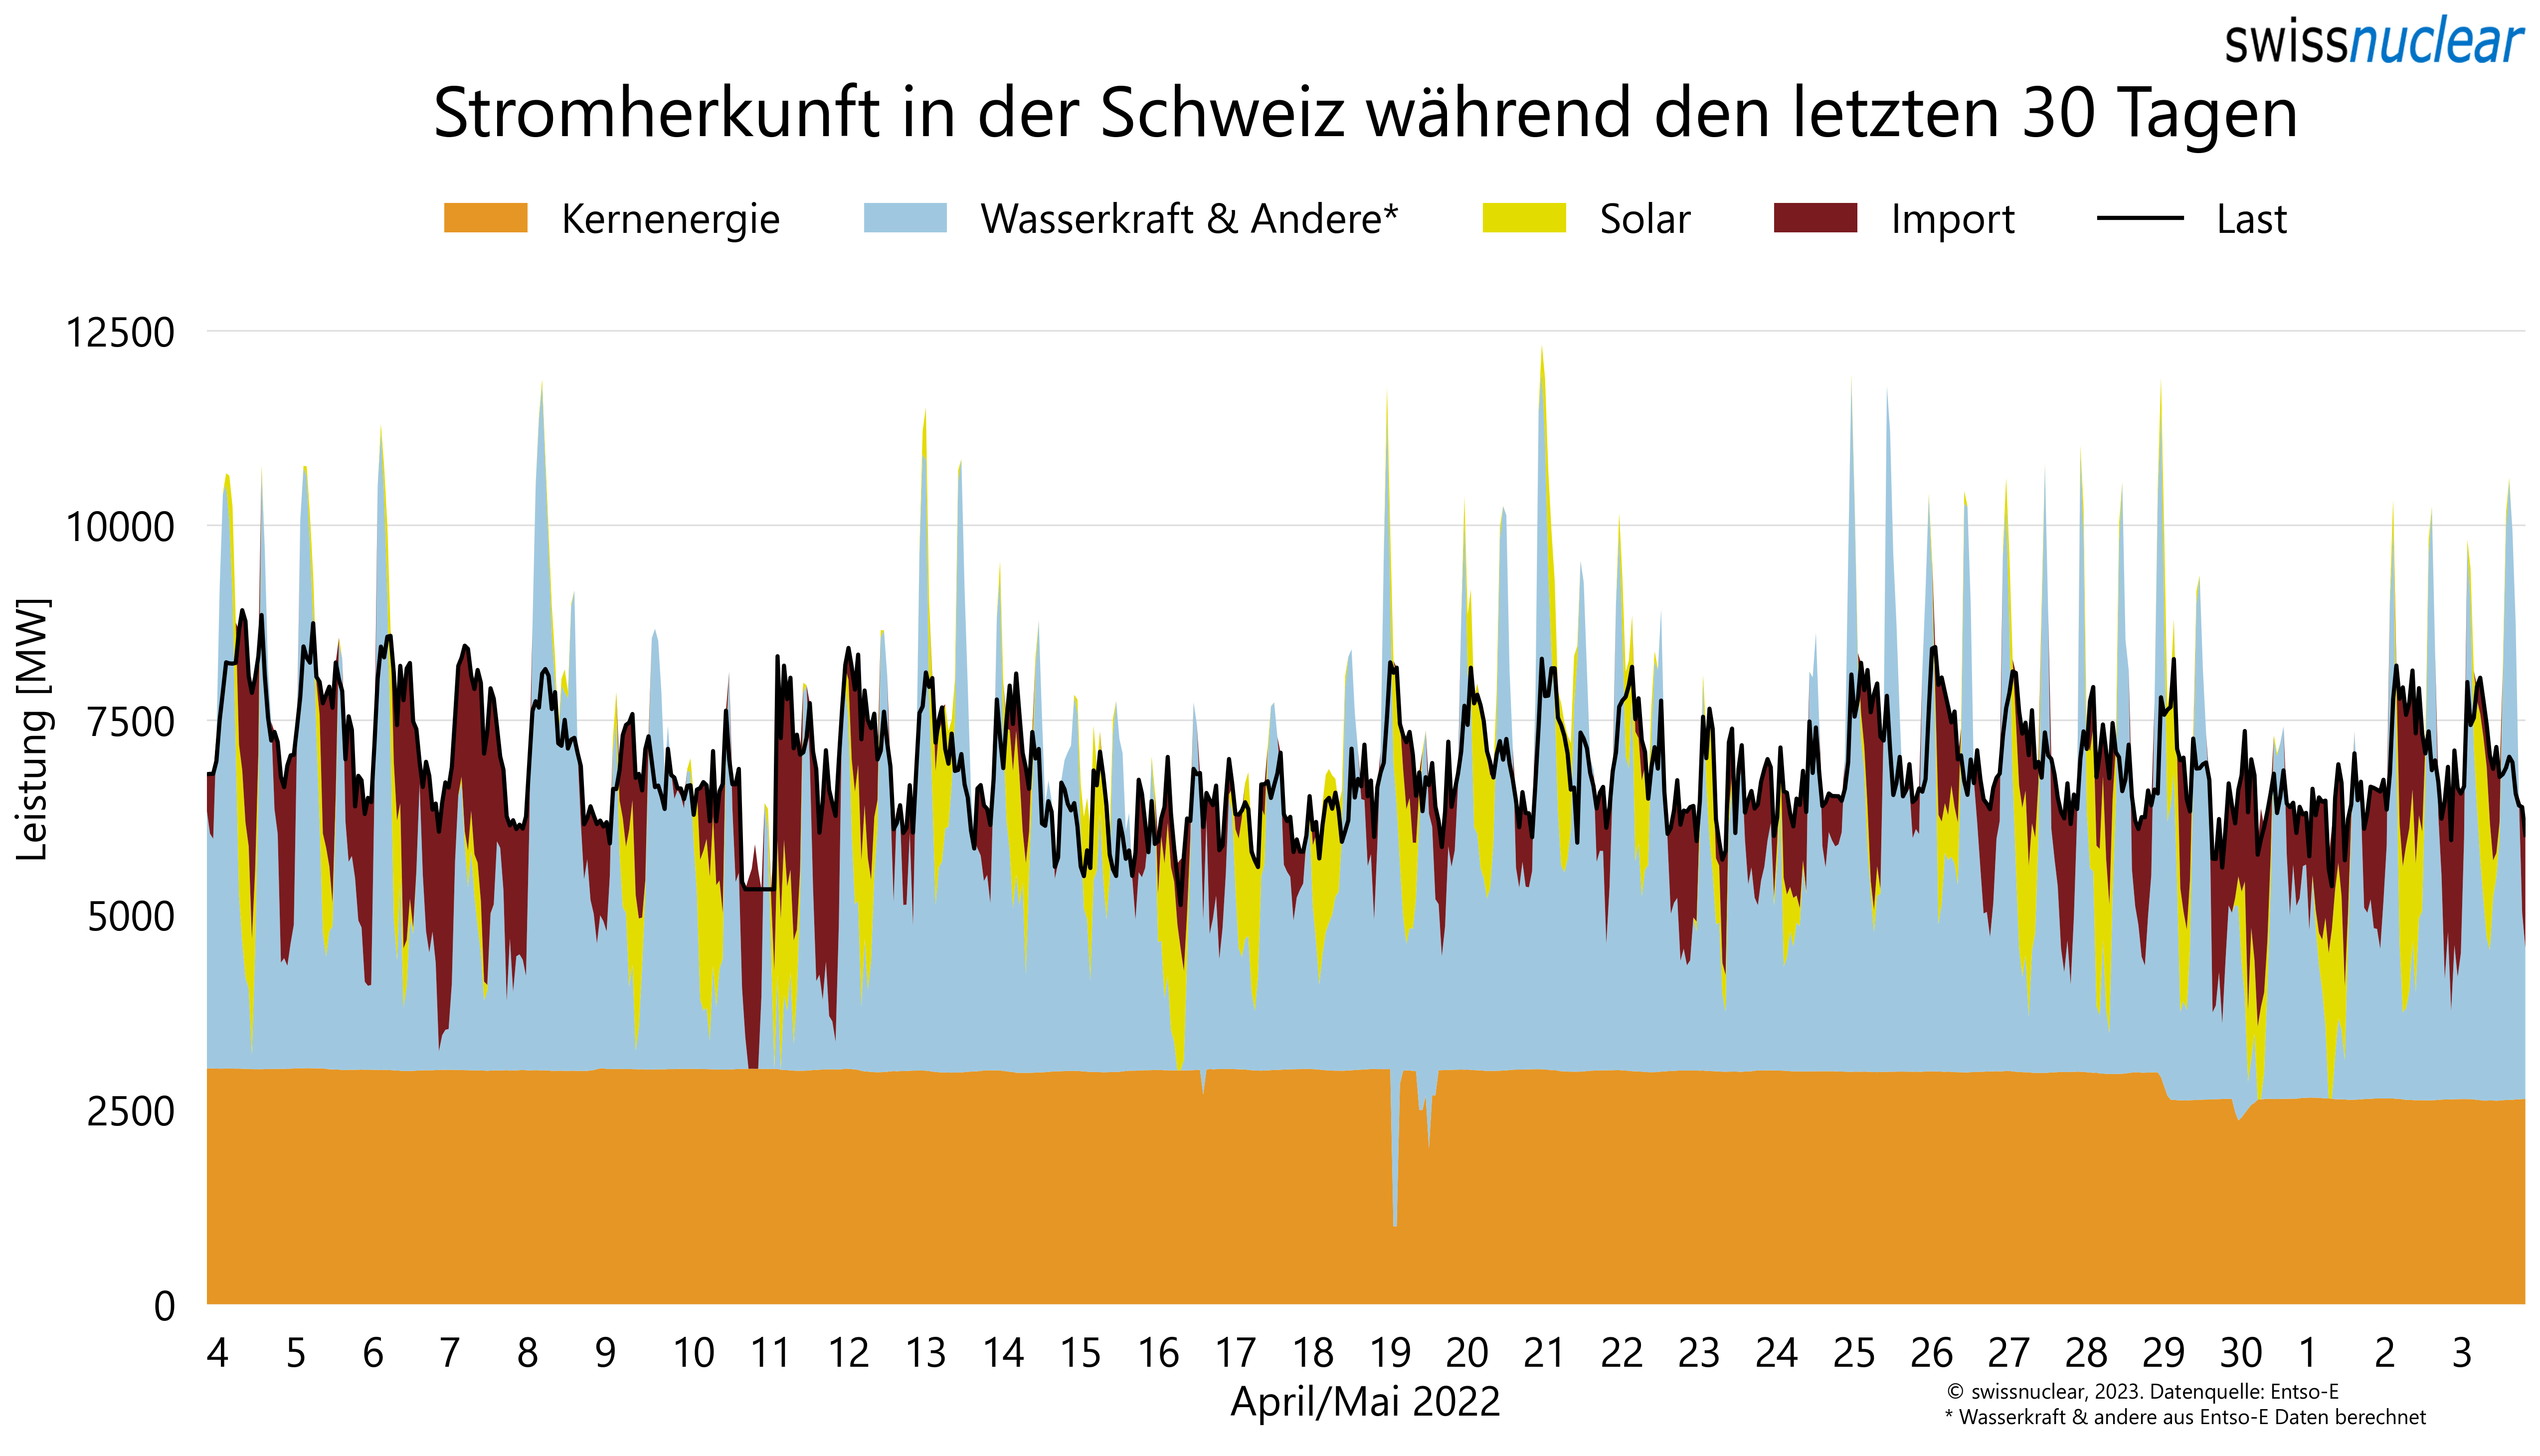 swissnuclear
Stromherkunft in der Schweiz während den letzten 30 Tagen
Kernenergie Wasserkraft & Andere* Solar Import Last
Leistung [MW]
12500
10000
7500
5000
2500
0
4 5 6 7 8 9 10 11 12 13 14 15 16 17 18 19 20 21 22 23 24 25 26 27 28 29 30 1 2 3
April/Mai 2022
© swissnuclear, 2023. Datenquelle: Entso-E
* Wasserkraft & andere aus Entso-E Daten berechnet